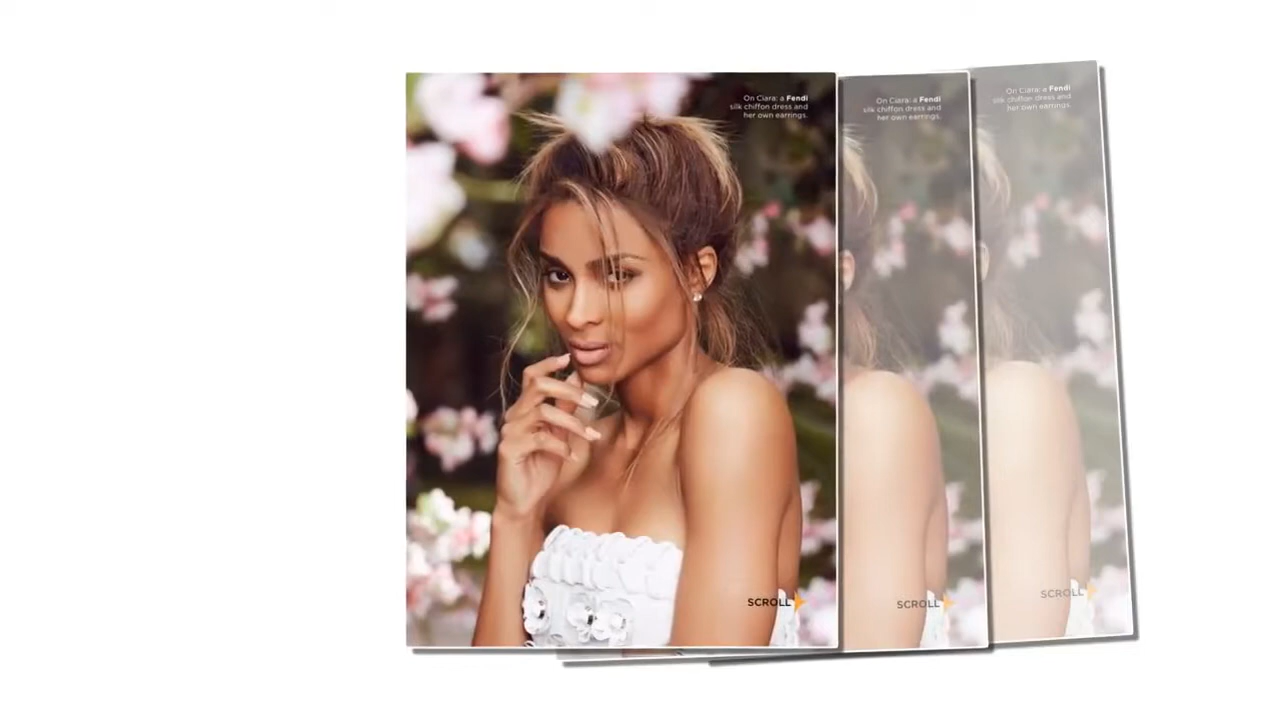 On Ciara: a Fendi
silk chiffon dress and
her own earrings.
SCROLL
On Ciara: a Fendi
silk chiffon dress and
her own earrings.
SCROLL
On Ciara: a Fendi
silk chiffon dress and
her own earrings.
SCROLL